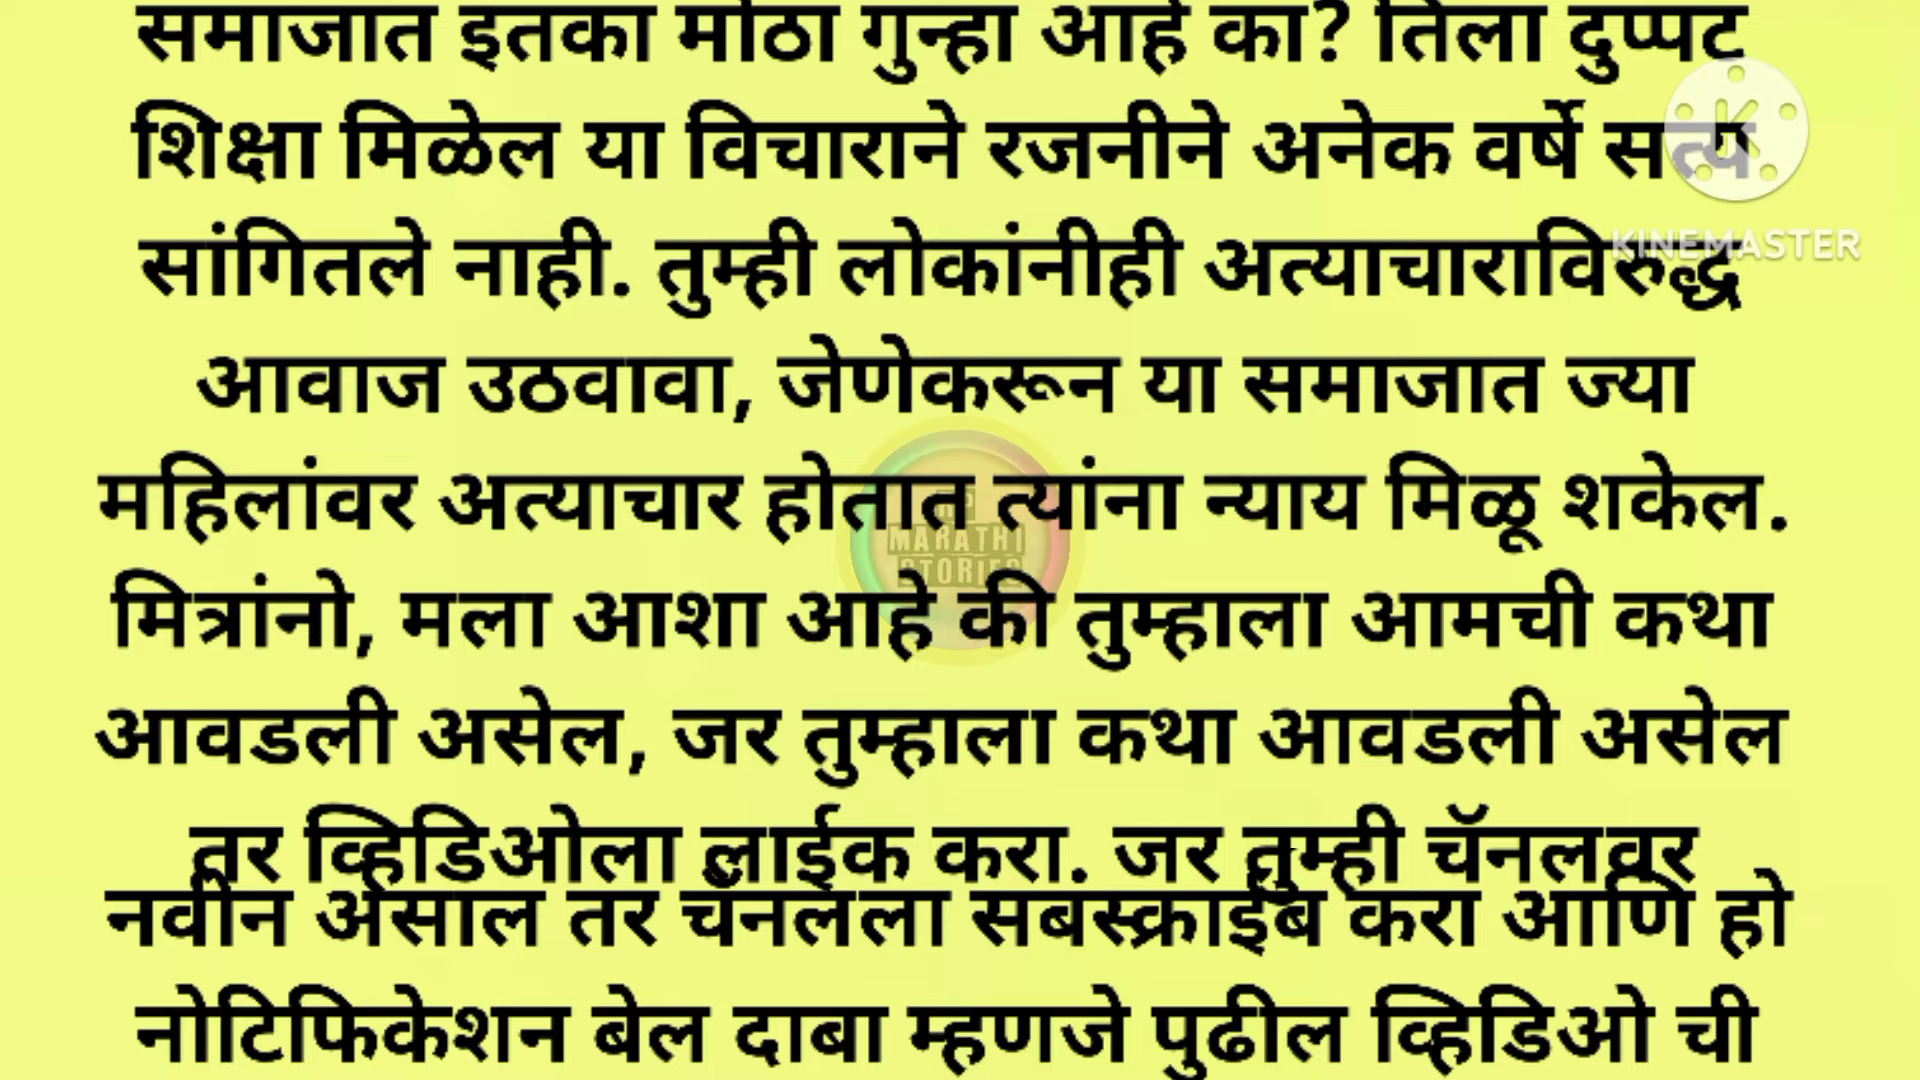 समाजात इतका मोठा गुन्हा आहे का? तिला दुप्पट
शिक्षा मिळेल या विचाराने रजनीने अनेक वर्षे सत्य
सांगितले नाही. तुम्ही लोकांनीही अत्याचाराविरुद्ध
KINEMASTER
आवाज उठवावा, जेणेकरून या समाजात ज्या
महिलांवर अत्याचार होतात त्यांना न्याय मिळू शकेल.
MARATHI
STORIES
मित्रांनो, मला आशा आहे की तुम्हाला आमची कथा
आवडली असेल, जर तुम्हाला कथा आवडली असेल
तर व्हिडिओला लाईक करा. जर तुम्ही चॅनलवर
नवीन असाल तर चॅनलला सबस्क्राईब करा आणि हो
नोटिफिकेशन बेल दाबा म्हणजे पुढील व्हिडिओ ची